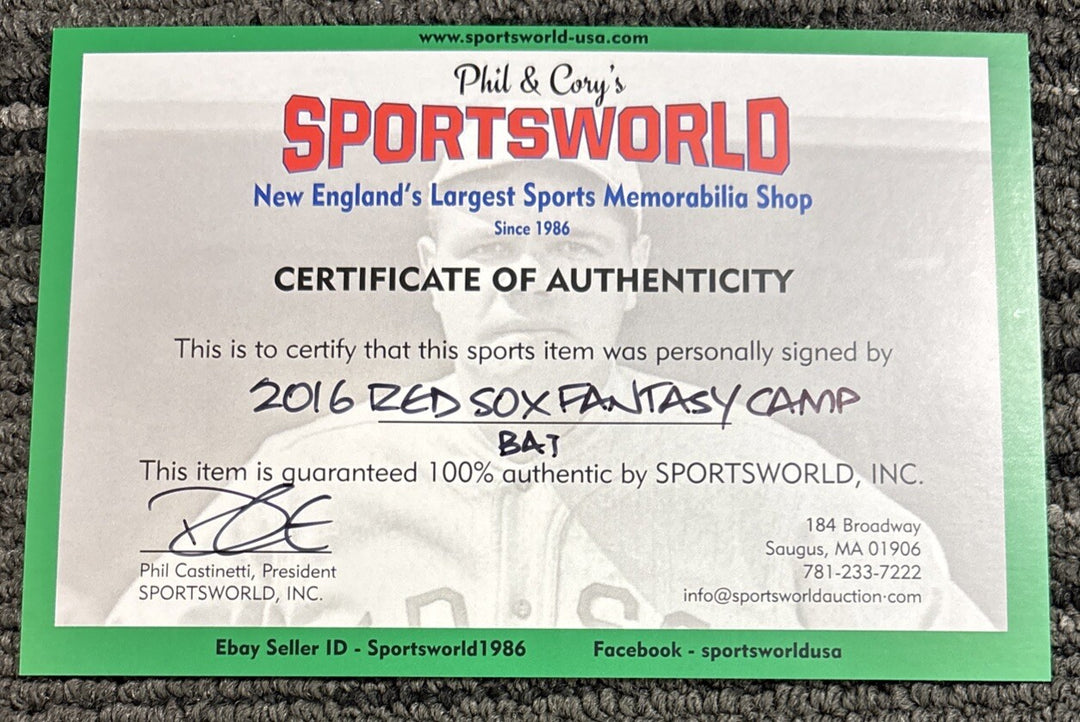 www.sportsworld-usa.com
Phil & Cory's
SPORTSWORLD
New England's Largest Sports Memorabilia Shop
Since 1986
CERTIFICATE OF AUTHENTICITY
This is to certify that this sports item was personally signed by
2016 RED SOX FANTASY CAMP
BAT
This item is guaranteed 100% authentic by SPORTSWORLD, INC.
Phil Castinetti, President
SPORTSWORLD, INC.
184 Broadway
Saugus, MA 01906
781-233-7222
info@sportsworldauction·com
Ebay Seller ID - Sportsworld1986
Facebook - sportsworldusa